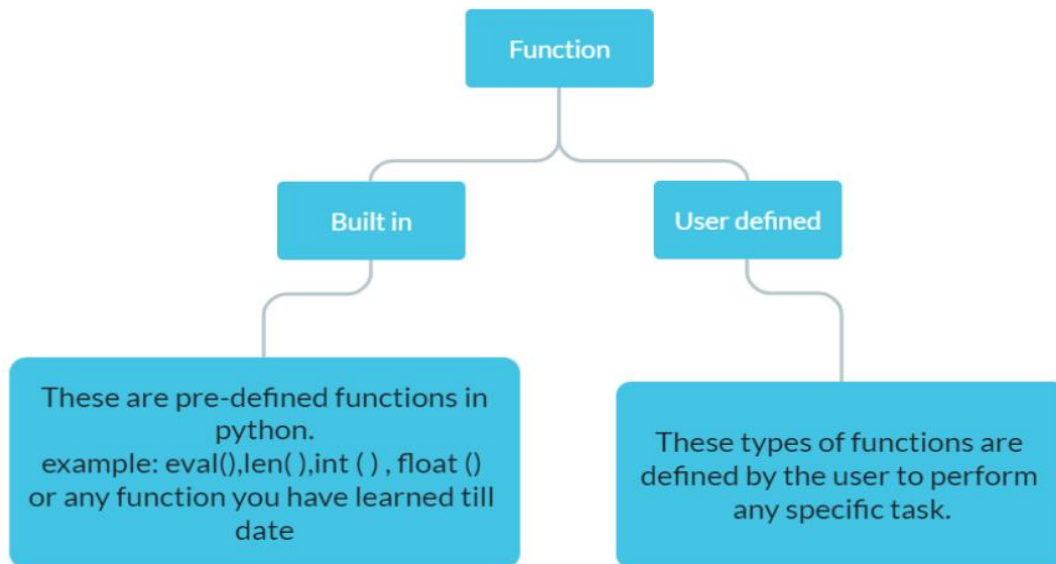 Function
Built in
User defined
These are pre-defined functions in
python.
example: eval(),len( ),int ( ) , float ()
or any function you have learned till
date
These types of functions are
defined by the user to perform
any specific task.